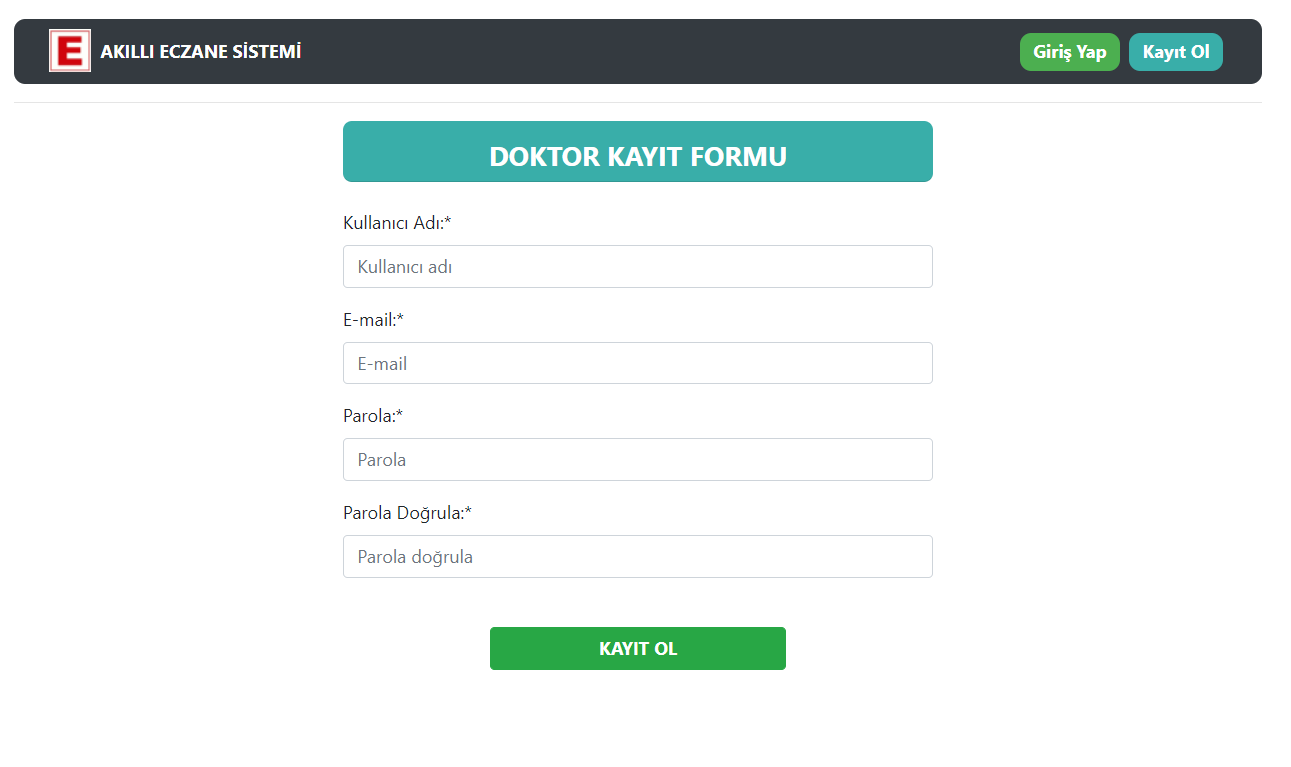 E AKILLI ECZANE SİSTEMİ Giriş Yap Kayıt Ol
DOKTOR KAYIT FORMU
Kullanıcı Adı:*
Kullanıcı adı
E-mail:*
E-mail
Parola:*
Parola
Parola Doğrula:*
Parola doğrula
KAYIT OL